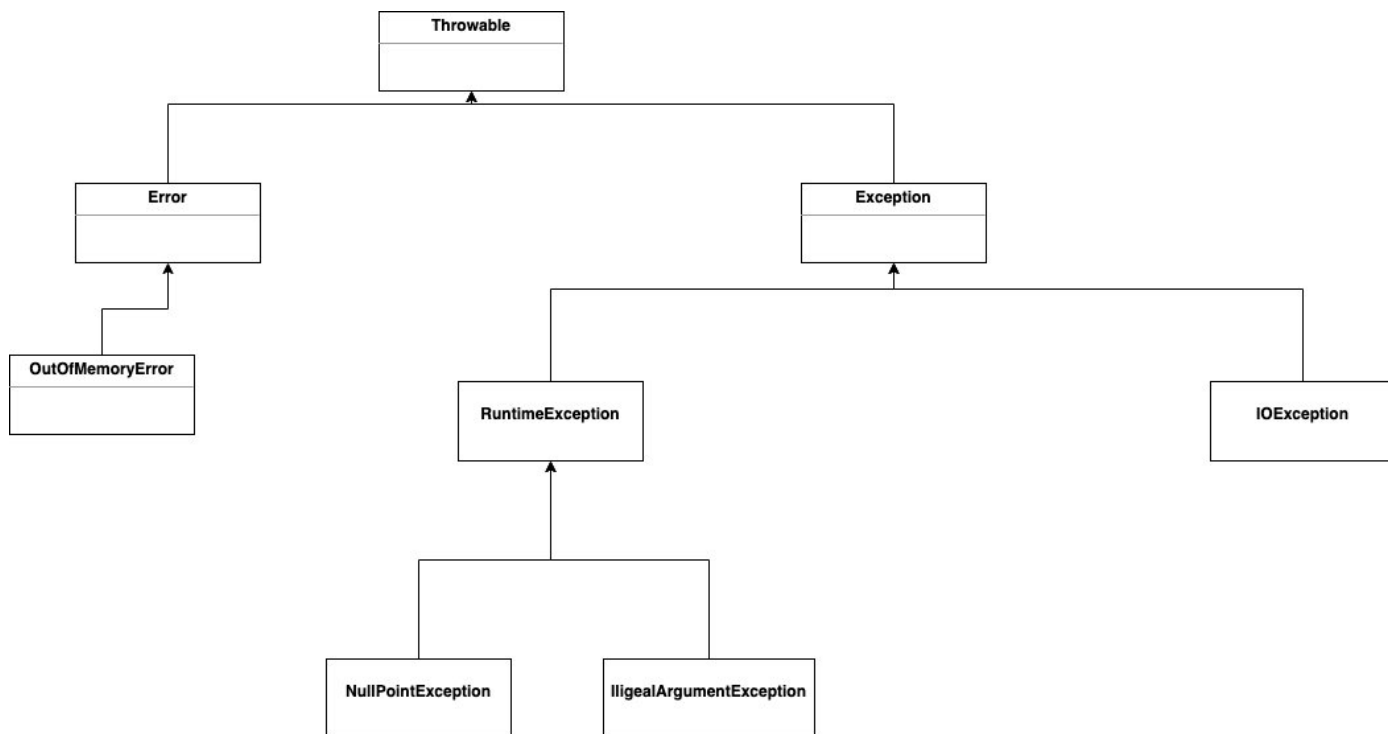 Throwable
Error
Exception
OutOfMemoryError
RuntimeException
IOException
NullPointException
IligealArgumentException